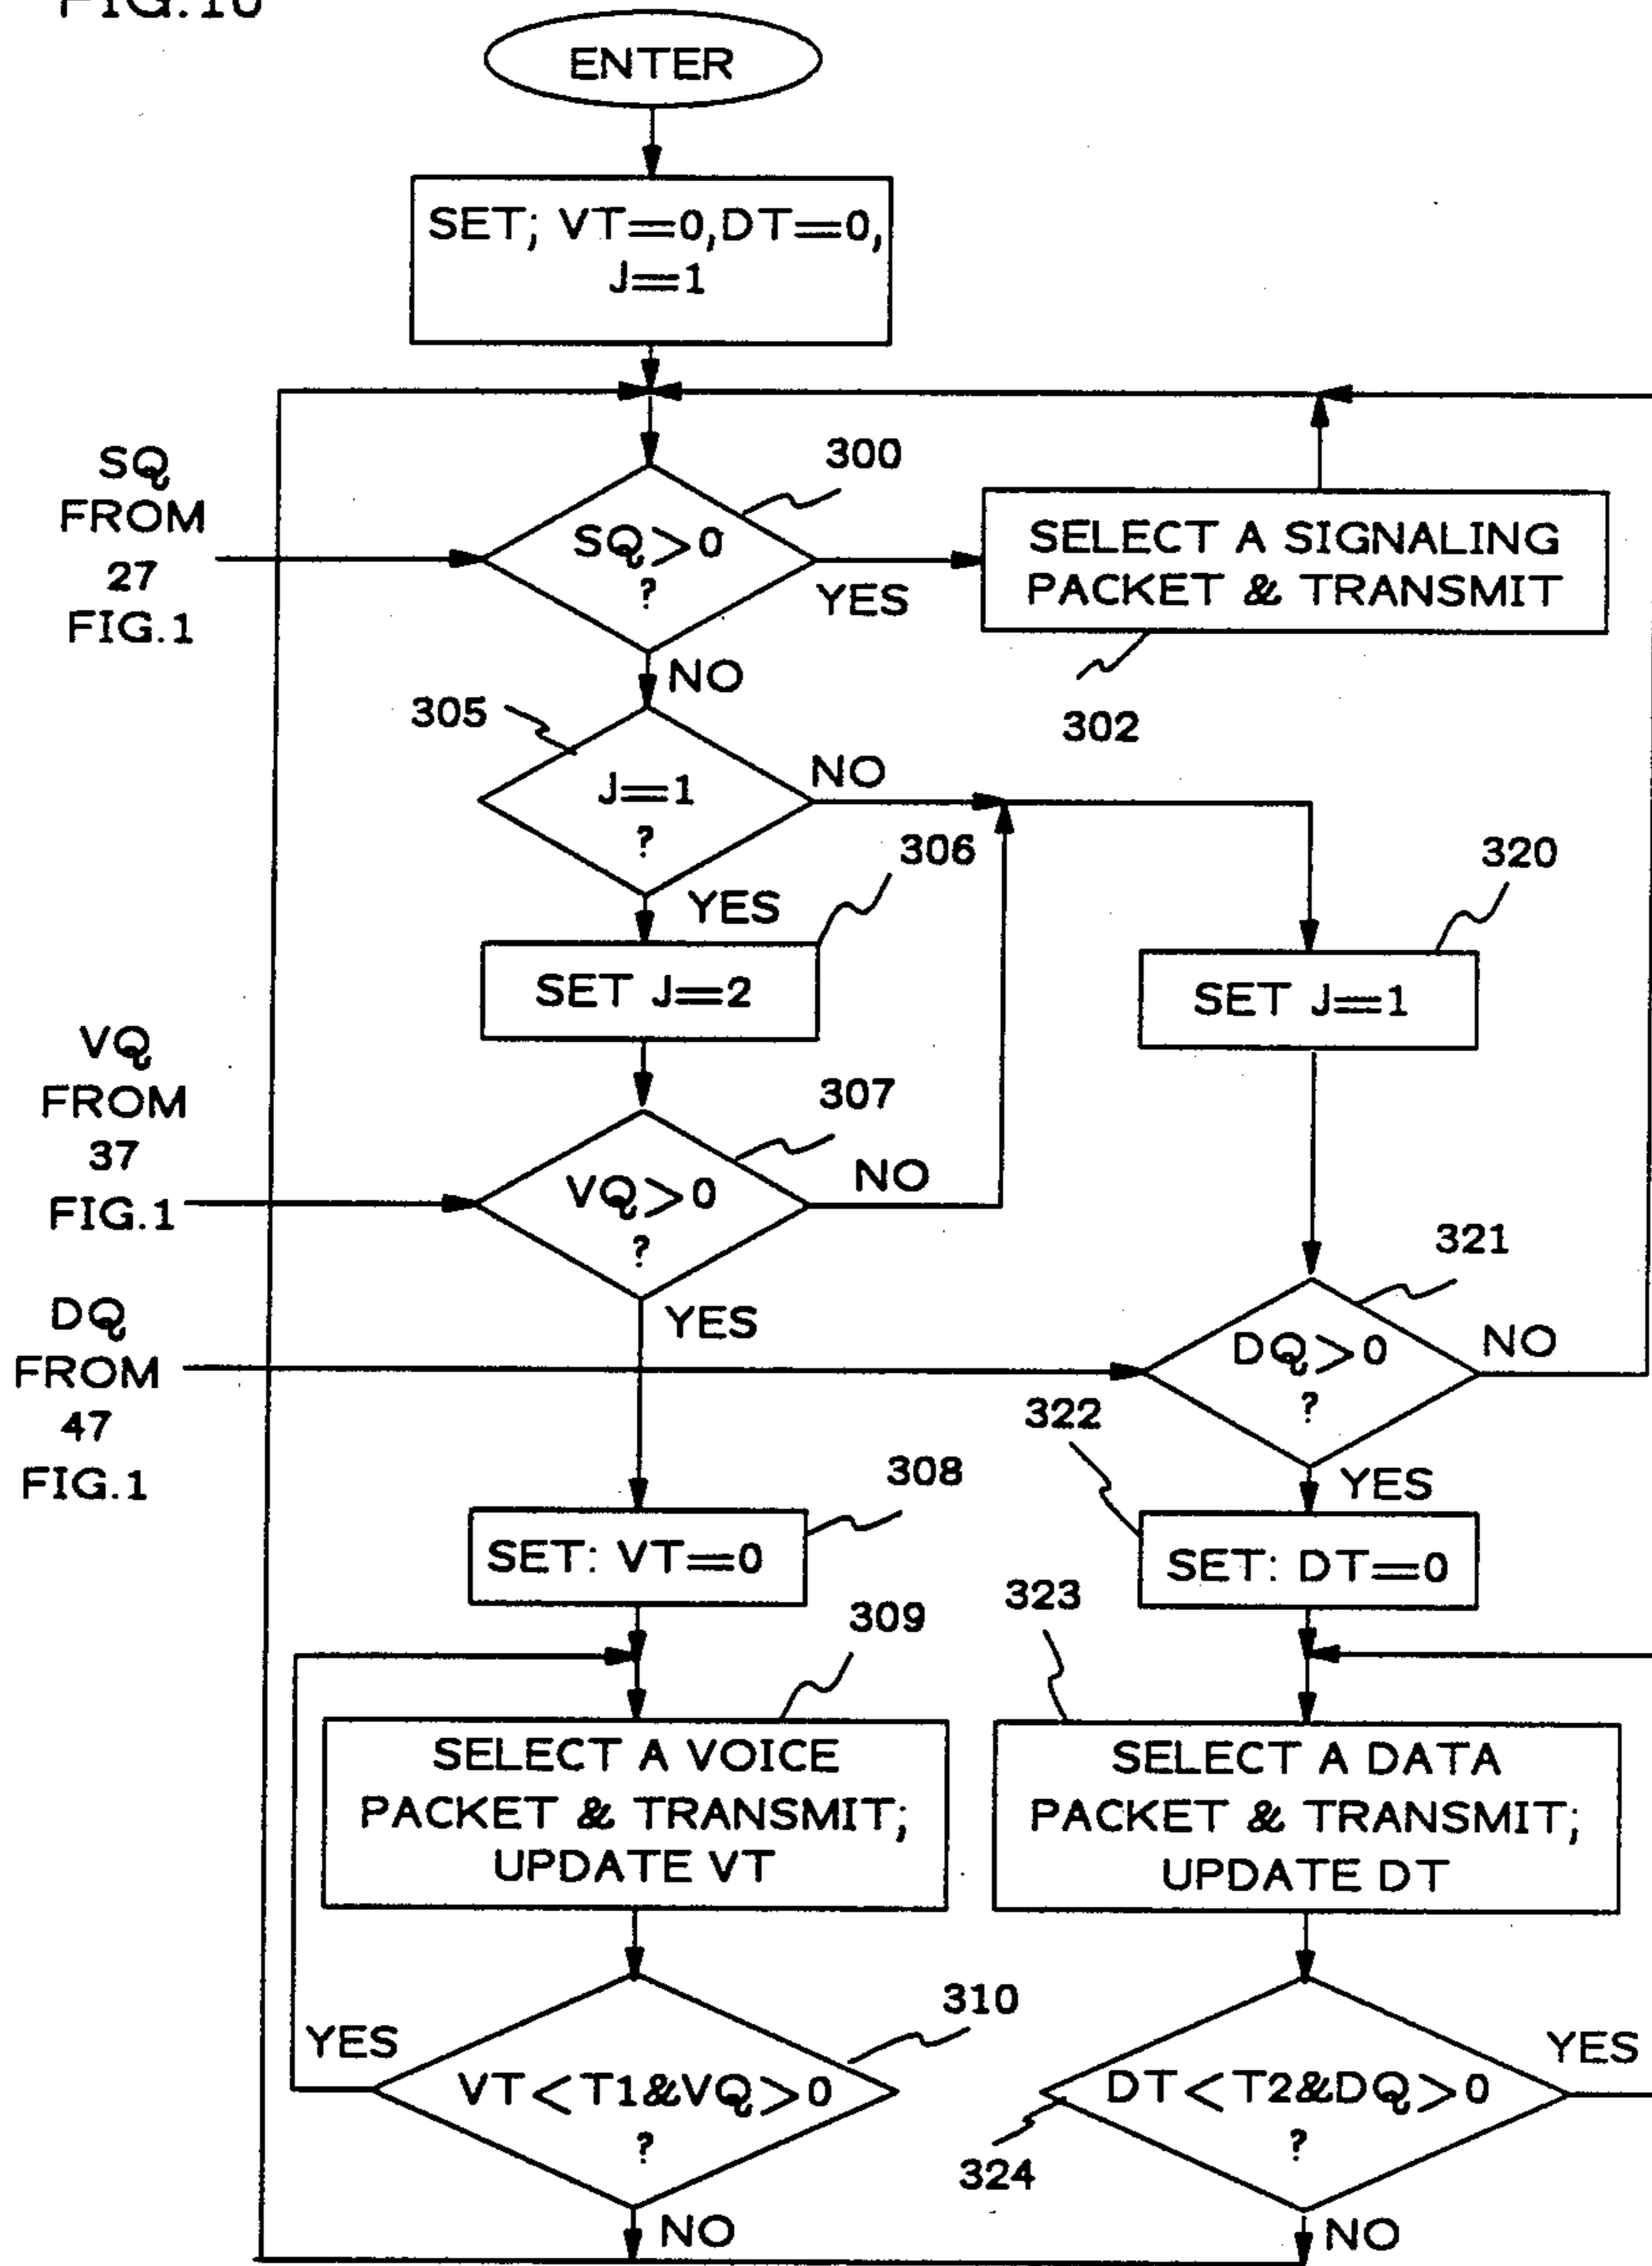 FIG.10
ENTER
SET; VT=0,DT=0,
J=1
SQ
FROM
27
FIG.1
300
SQ>0
?
YES
SELECT A SIGNALING
PACKET & TRANSMIT
302
NO
305
J=1
?
NO
YES
306
SET J=2
320
SET J=1
VQ
FROM
37
FIG.1
307
VQ>0
?
NO
YES
DQ
FROM
47
FIG.1
321
DQ>0
?
NO
YES
322
308
SET: VT=0
SET: DT=0
309
323
SELECT A VOICE
PACKET & TRANSMIT;
UPDATE VT
SELECT A DATA
PACKET & TRANSMIT;
UPDATE DT
310
YES
VT<T1&VQ>0
?
NO
324
DT<T2&DQ>0
?
YES
NO